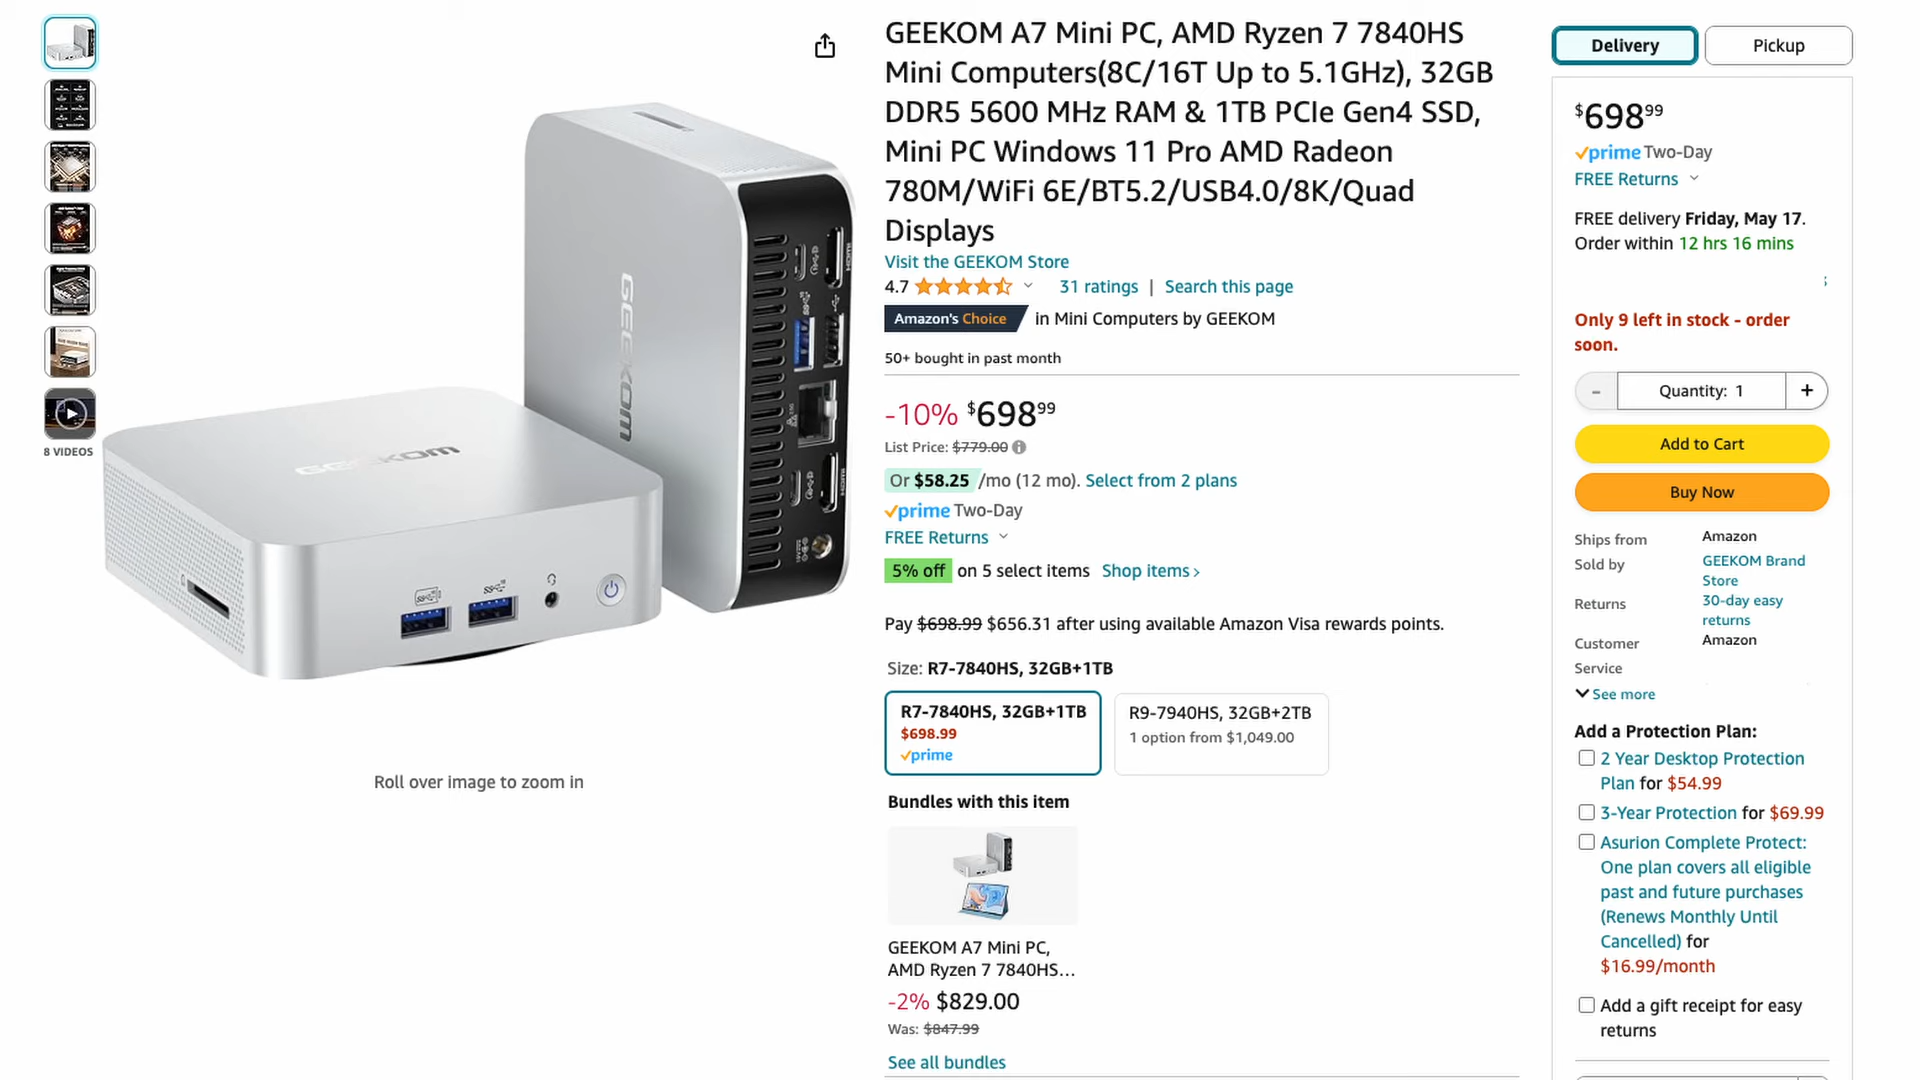 8 VIDEOS
GEEKOM
GEEKOM
Roll over image to zoom in
GEEKOM A7 Mini PC, AMD Ryzen 7 7840HS
Mini Computers(8C/16T Up to 5.1GHz), 32GB
DDR5 5600 MHz RAM & 1TB PCIe Gen4 SSD,
Mini PC Windows 11 Pro AMD Radeon
780M/WiFi 6E/BT5.2/USB4.0/8K/Quad
Displays
Visit the GEEKOM Store
4.7 31 ratings | Search this page
Amazon's Choice in Mini Computers by GEEKOM
50+ bought in past month
-10% $698⁹⁹
List Price: $779.00
Or $58.25 /mo (12 mo). Select from 2 plans
prime Two-Day
FREE Returns
5% off on 5 select items Shop items ›
Pay $698.99 $656.31 after using available Amazon Visa rewards points.
Size: R7-7840HS, 32GB+1TB
R7-7840HS, 32GB+1TB
$698.99
prime
R9-7940HS, 32GB+2TB
1 option from $1,049.00
Bundles with this item
GEEKOM A7 Mini PC,
AMD Ryzen 7 7840HS…
-2% $829.00
Was: $847.99
See all bundles
Delivery
Pickup
$698⁹⁹
prime Two-Day
FREE Returns
FREE delivery Friday, May 17.
Order within 12 hrs 16 mins
Only 9 left in stock - order
soon.
- Quantity: 1 +
Add to Cart
Buy Now
Ships from Amazon
Sold by GEEKOM Brand
Store
Returns 30-day easy
returns
Customer Amazon
Service
See more
Add a Protection Plan:
2 Year Desktop Protection
Plan for $54.99
3-Year Protection for $69.99
Asurion Complete Protect:
One plan covers all eligible
past and future purchases
(Renews Monthly Until
Cancelled) for
$16.99/month
Add a gift receipt for easy
returns